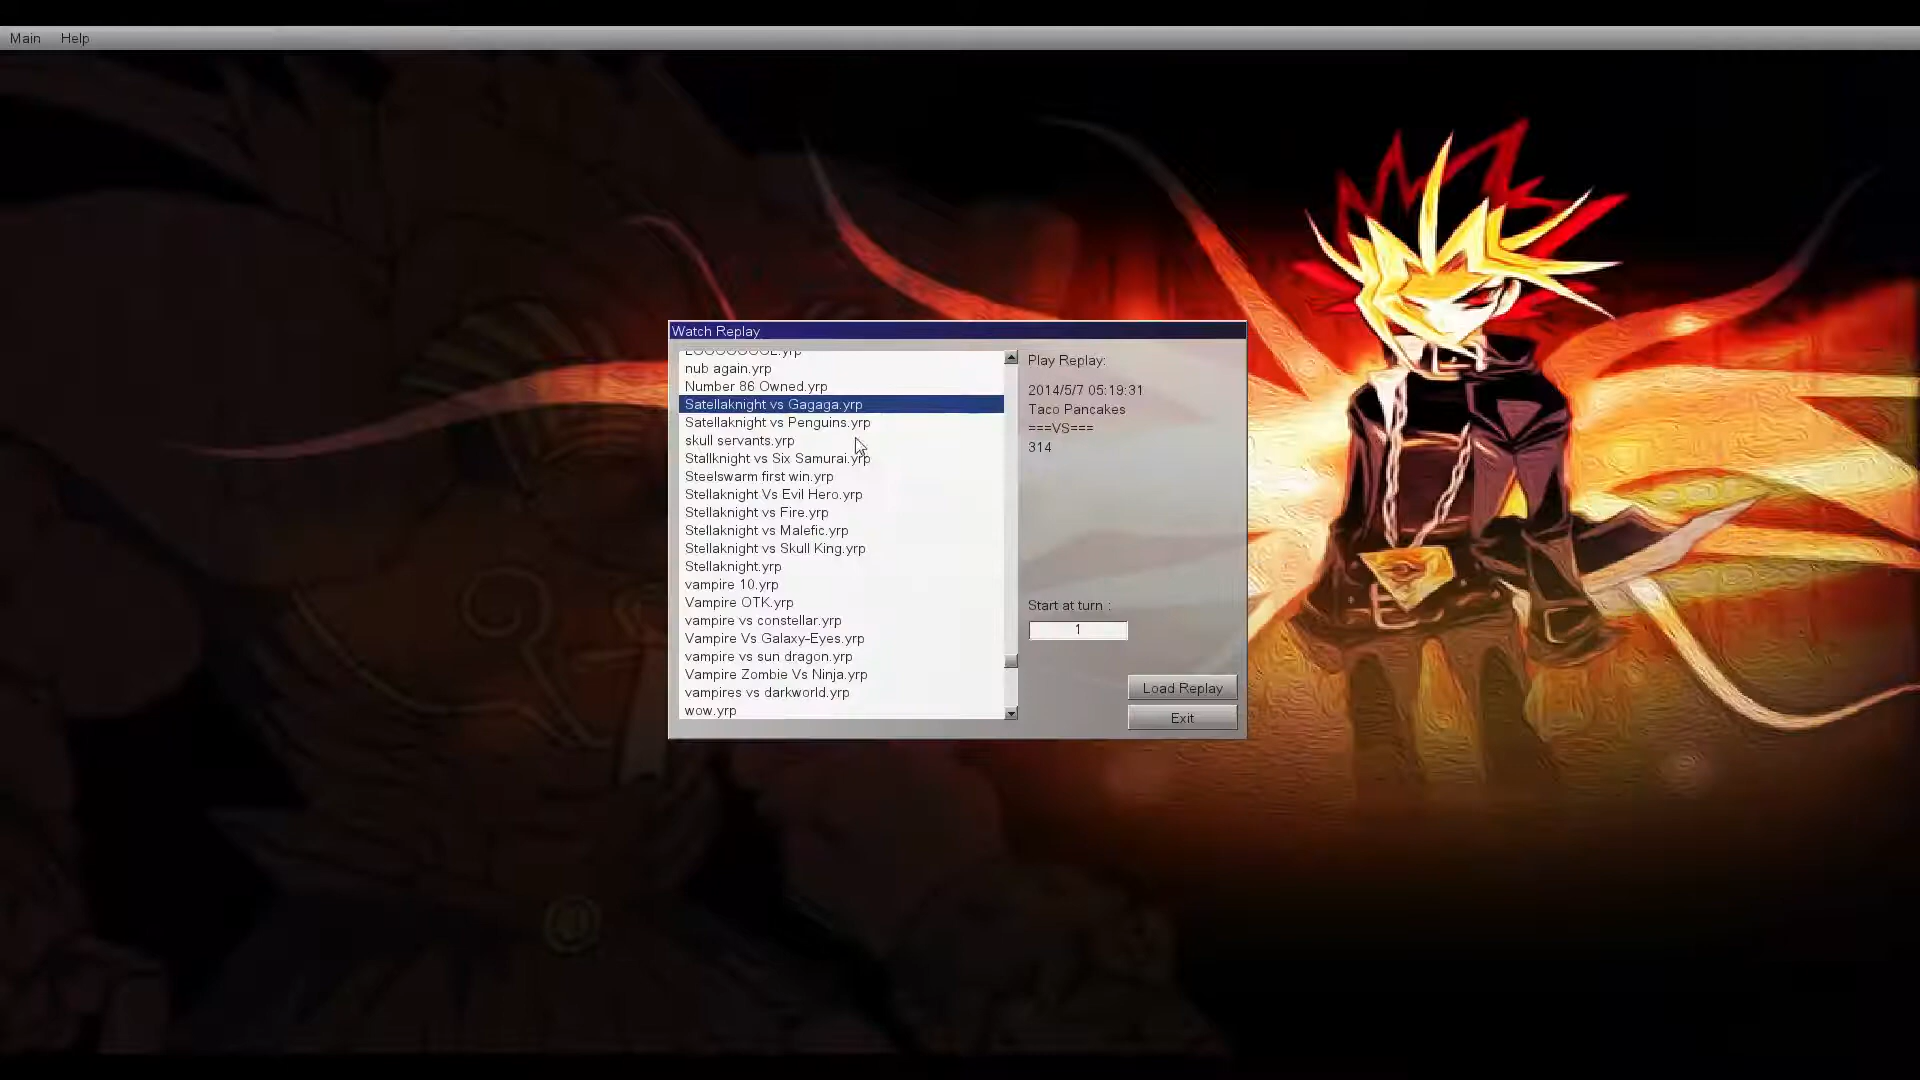 Main Help
Watch Replay
nub again.yrp
Number 86 Owned.yrp
Satellaknight vs Gagaga.yrp
Satellaknight vs Penguins.yrp
skull servants.yrp
Stallknight vs Six Samurai.yrp
Steelswarm first win.yrp
Stellaknight Vs Evil Hero.yrp
Stellaknight vs Fire.yrp
Stellaknight vs Malefic.yrp
Stellaknight vs Skull King.yrp
Stellaknight.yrp
vampire 10.yrp
Vampire OTK.yrp
vampire vs constellar.yrp
Vampire Vs Galaxy-Eyes.yrp
vampire vs sun dragon.yrp
Vampire Zombie Vs Ninja.yrp
vampires vs darkworld.yrp
wow.yrp
Play Replay:
2014/5/7 05:19:31
Taco Pancakes
===VS===
314
Start at turn :
1
Load Replay
Exit